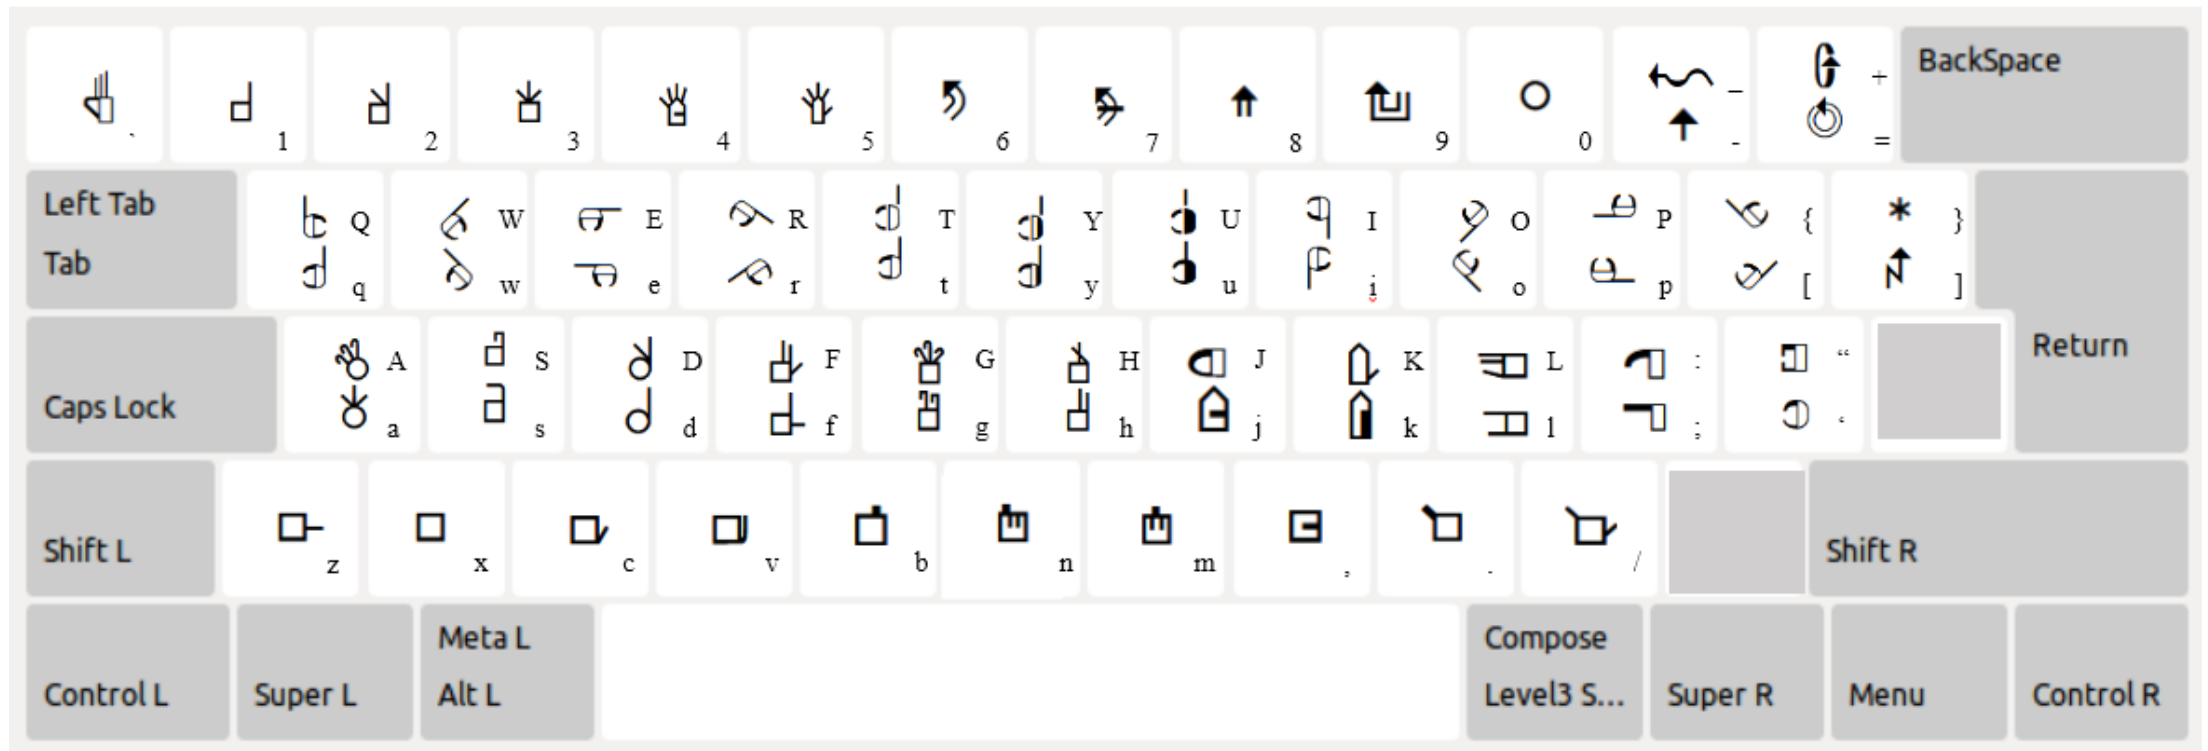 ` 1 2 3 4 5 6 7 8 9 0 _ - + = BackSpace
Left Tab Q W E R T Y U I O P { }
Tab q w e r t y u i o p [ ]
Return
A S D F G H J K L : “
Caps Lock a s d f g h j k l ; ‘
Shift L z x c v b n m , . / Shift R
Meta L Compose
Control L Super L Alt L Level3 S... Super R Menu Control R